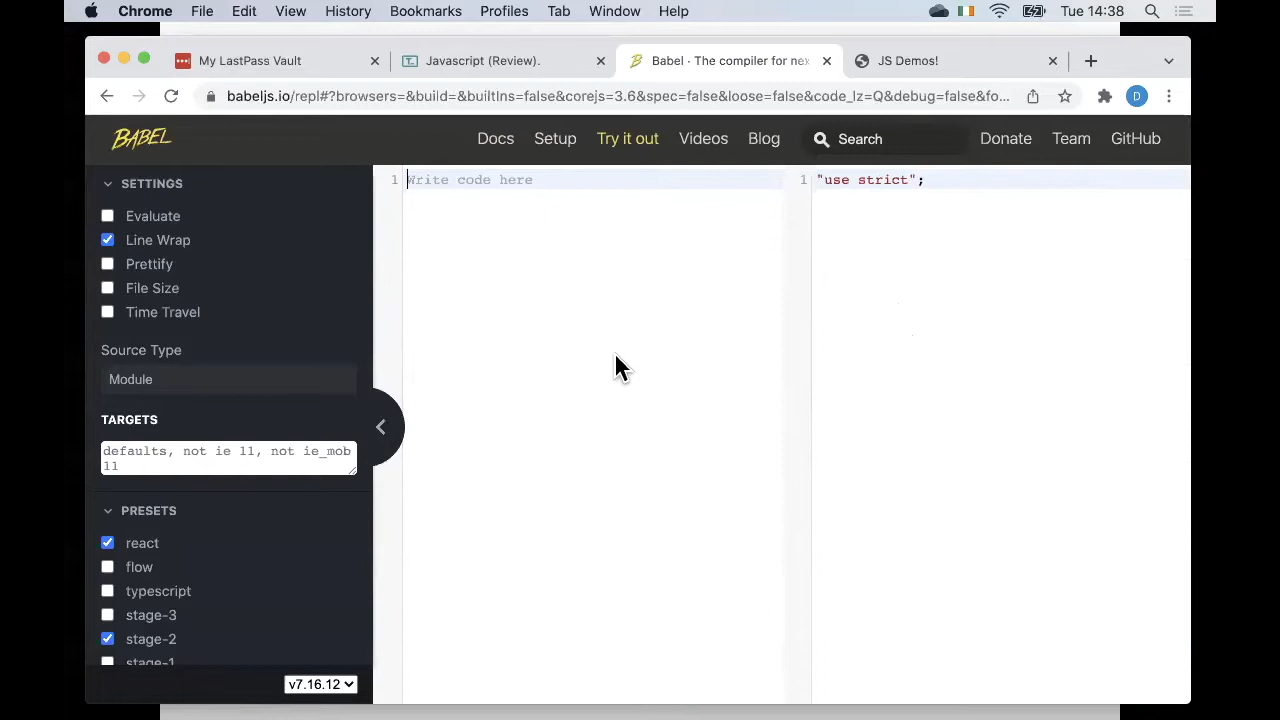 Chrome File Edit View History Bookmarks Profiles Tab Window Help Tue 14:38
My LastPass Vault Javascript (Review). Babel · The compiler for nex JS Demos!
babeljs.io/repl#?browsers=&build=&builtIns=false&corejs=3.6&spec=false&loose=false&code_lz=Q&debug=false&fo... D
BABEL Docs Setup Try it out Videos Blog Search Donate Team GitHub
SETTINGS
Evaluate
Line Wrap
Prettify
File Size
Time Travel
Source Type
Module
TARGETS
defaults, not ie 11, not ie_mob
11
PRESETS
react
flow
typescript
stage-3
stage-2
stage-1
v7.16.12
1 Write code here
1 "use strict";